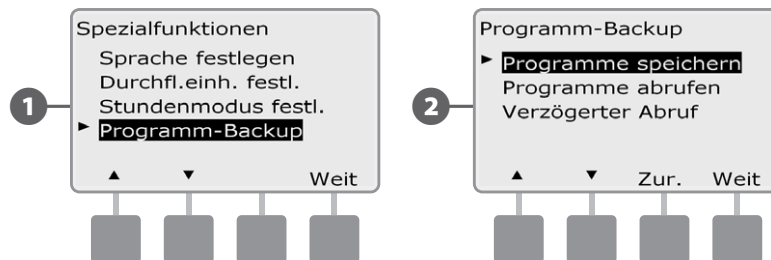 Spezialfunktionen
Sprache festlegen
Durchfl.einh. festl.
Stundenmodus festl.
Programm-Backup
Weit
1
Programm-Backup
Programme speichern
Programme abrufen
Verzögerter Abruf
Zur. Weit
2